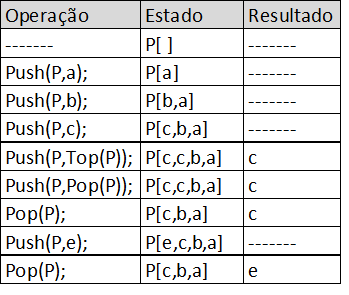 Operação Estado Resultado
------- P[ ] -------
Push(P,a); P[a] -------
Push(P,b); P[b,a] -------
Push(P,c); P[c,b,a] -------
Push(P,Top(P)); P[c,c,b,a] c
Push(P,Pop(P)); P[c,c,b,a] c
Pop(P); P[c,b,a] c
Push(P,e); P[e,c,b,a] -------
Pop(P); P[c,b,a] e